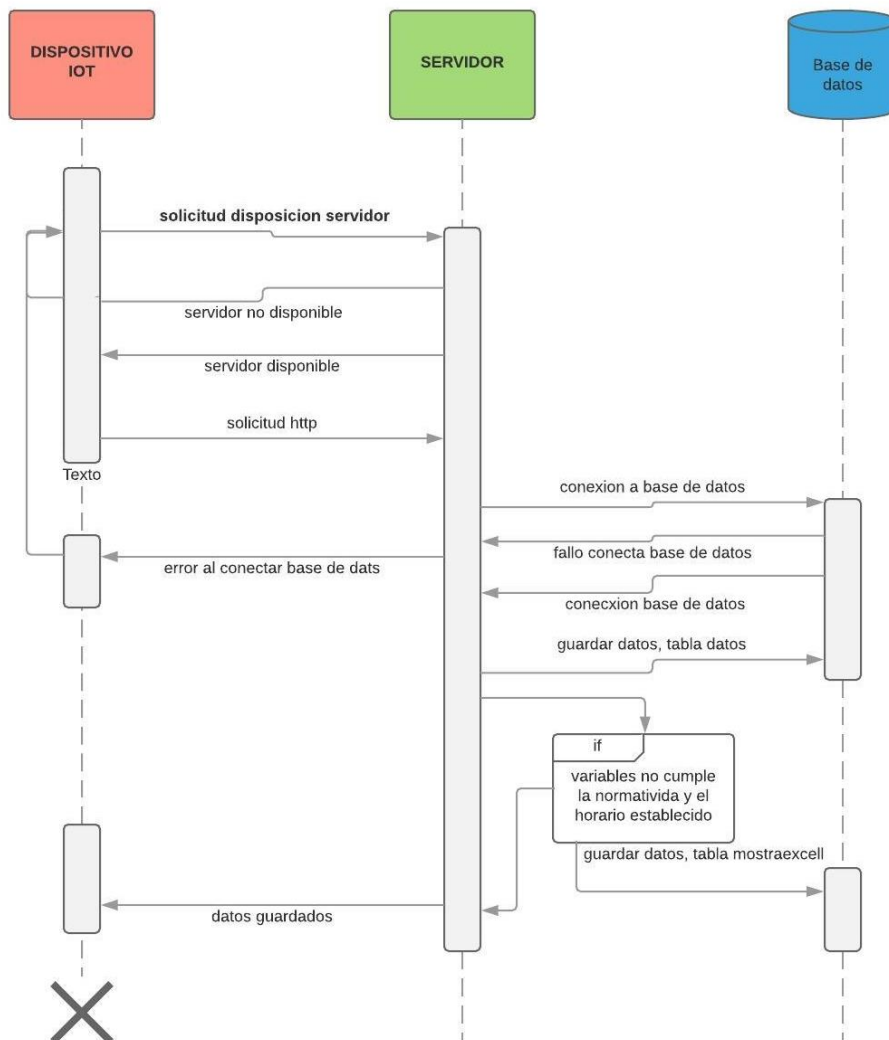 DISPOSITIVO
IOT
SERVIDOR
Base de
datos
solicitud disposicion servidor
servidor no disponible
servidor disponible
solicitud http
Texto
conexion a base de datos
fallo conecta base de datos
error al conectar base de dats
conecxion base de datos
guardar datos, tabla datos
if
variables no cumple
la normativida y el
horario establecido
guardar datos, tabla mostraexcell
datos guardados